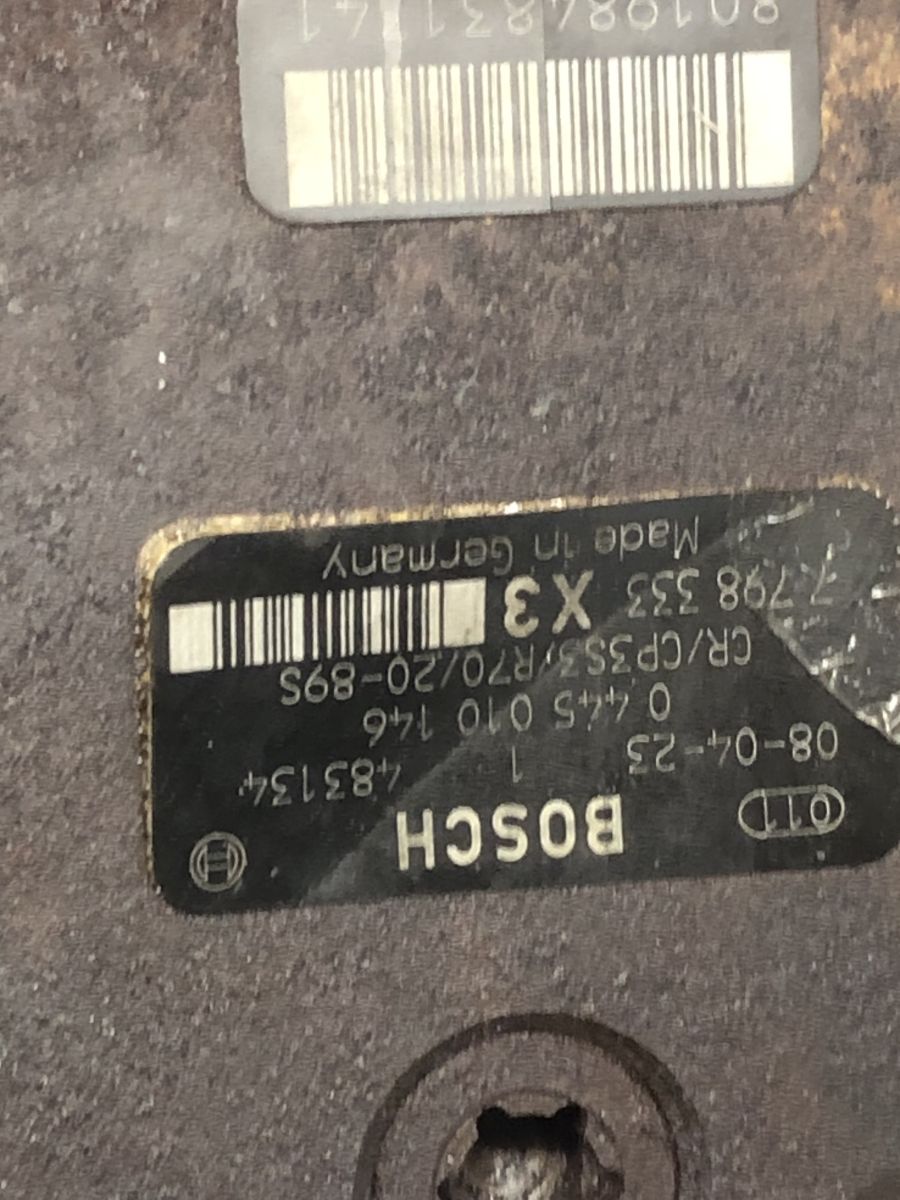 011 BOSCH
08-04-23 1 483134
0 445 010 146
CR/CP3S3/R70/20-89S
7.798 333 X3
Made in Germany